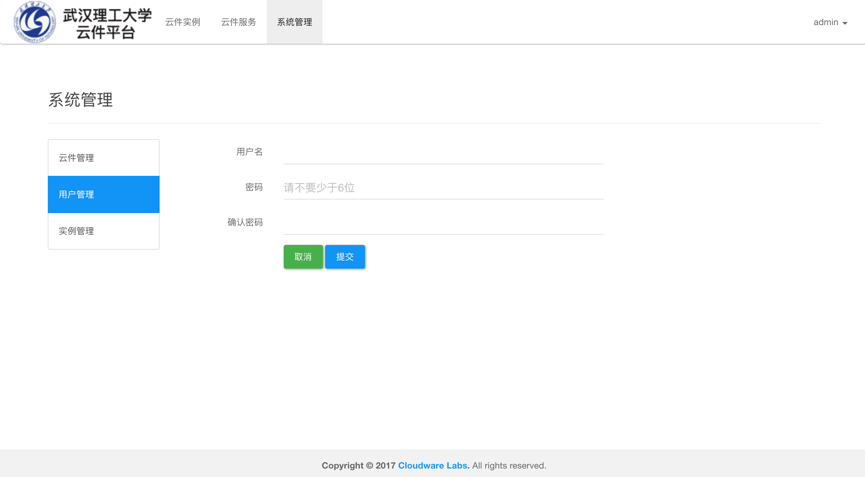 武汉理工大学
云件平台
云件实例 云件服务 系统管理 admin
系统管理
云件管理
用户管理
实例管理
用户名
密码 请不要少于6位
确认密码
取消 提交
Copyright © 2017 Cloudware Labs. All rights reserved.